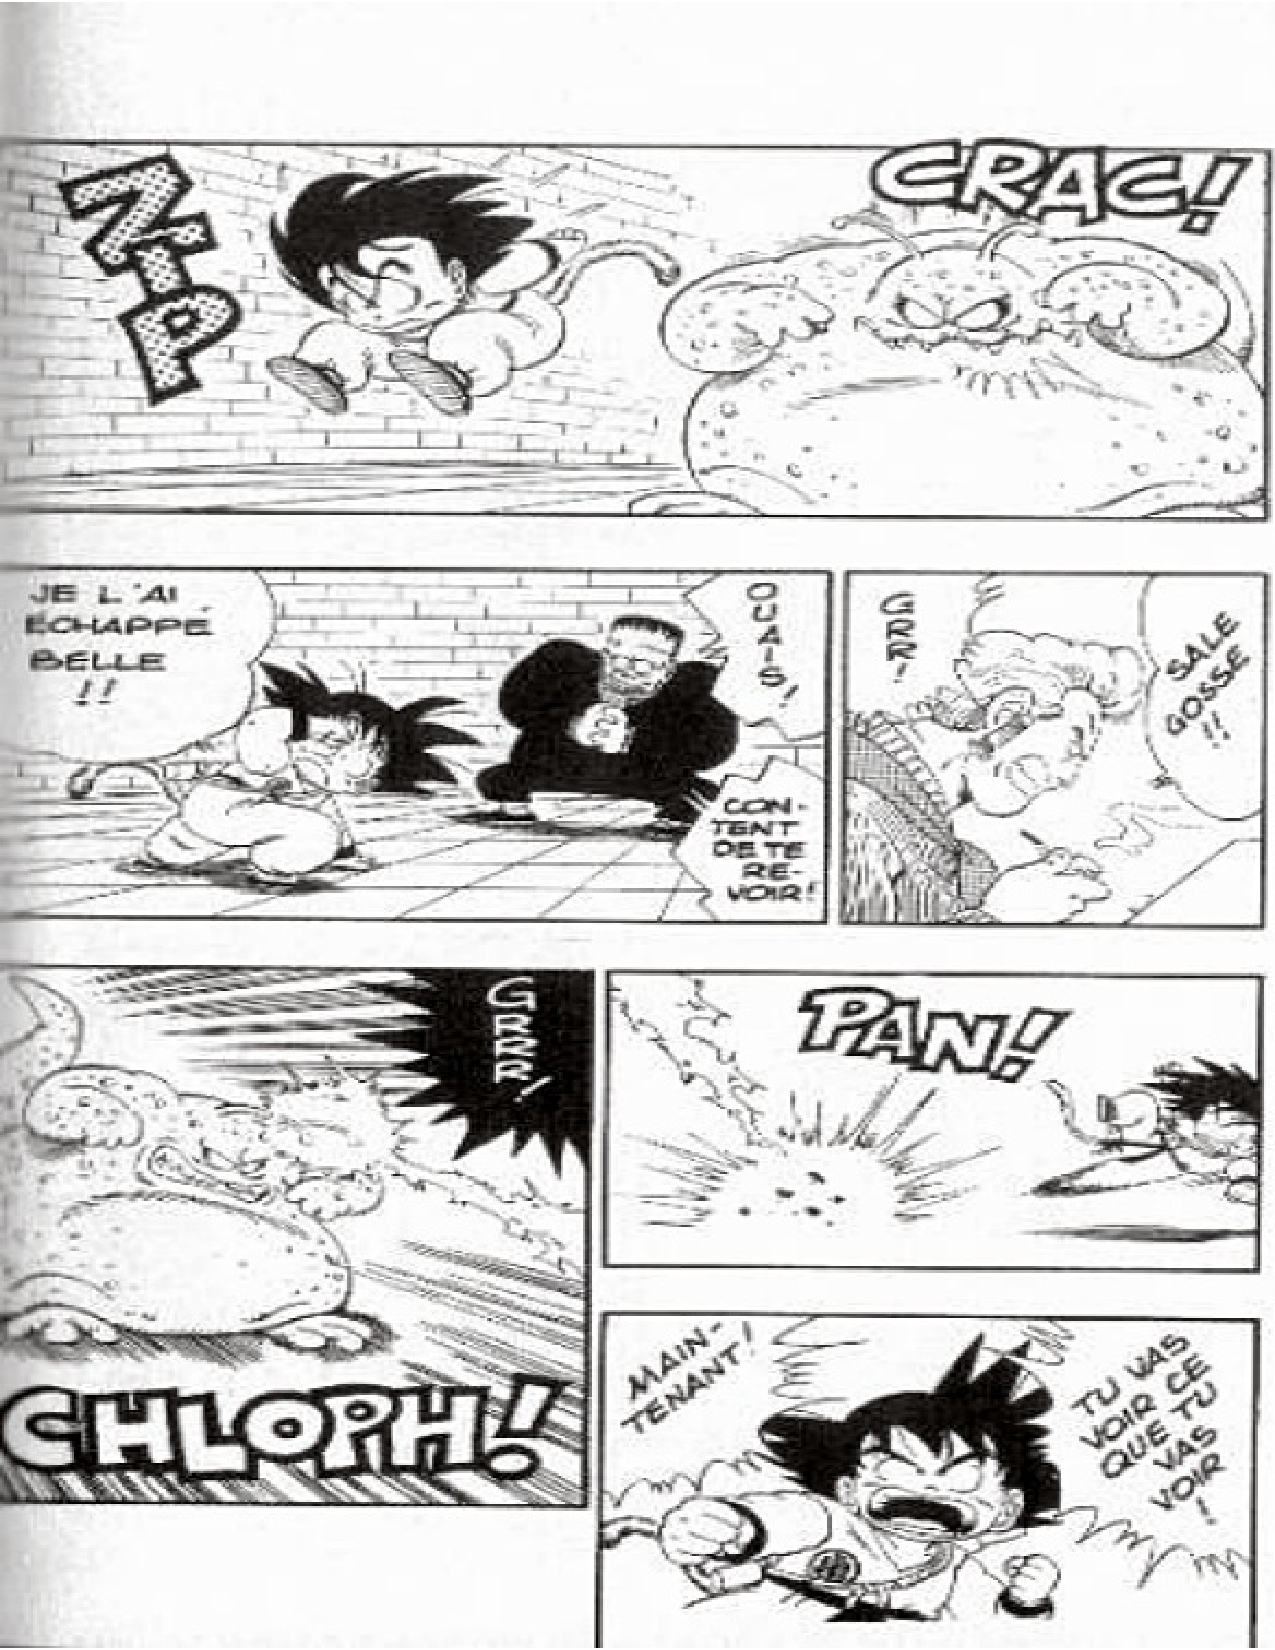 ZIP
CRAC!
JE L'AI
ÉCHAPPÉ
BELLE
!!
OUAIS!
CON-
TENT
DE TE
RE-
VOIR!
GRR!
SALE
GOSSE
!!
GRRR!
CHLOPH!
PAN!
MAIN-
TENANT!
TU VAS
VOIR CE
QUE TU
VAS
VOIR
!